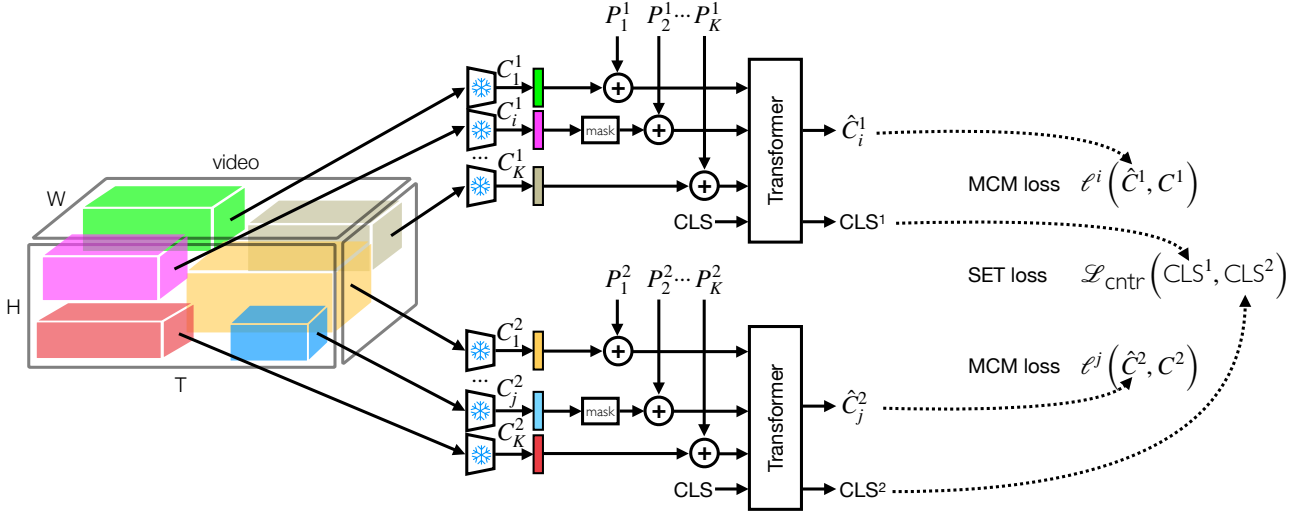 P₁¹ P₂¹ ··· P_K¹
C₁¹
C_i¹
mask
...
C_K¹
CLS
Transformer
Ĉ_i¹
CLS¹
MCM loss ℓ^i(Ĉ¹, C¹)
video
W
H
T
SET loss ℒ_cntr(CLS¹, CLS²)
P₁² P₂² ··· P_K²
C₁²
...
C_j²
mask
C_K²
CLS
Transformer
Ĉ_j²
CLS²
MCM loss ℓ^j(Ĉ², C²)